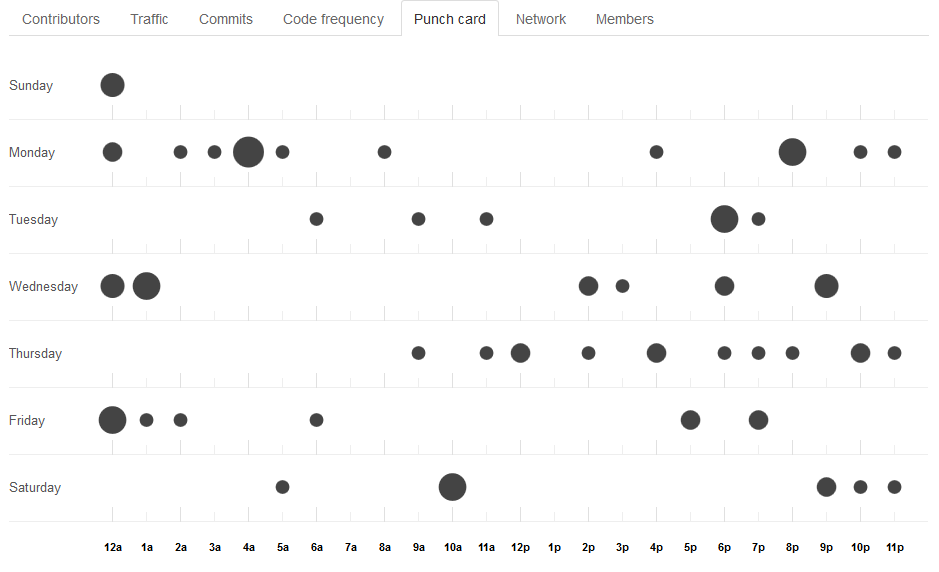 Contributors Traffic Commits Code frequency Punch card Network Members
Sunday
Monday
Tuesday
Wednesday
Thursday
Friday
Saturday
12a 1a 2a 3a 4a 5a 6a 7a 8a 9a 10a 11a 12p 1p 2p 3p 4p 5p 6p 7p 8p 9p 10p 11p